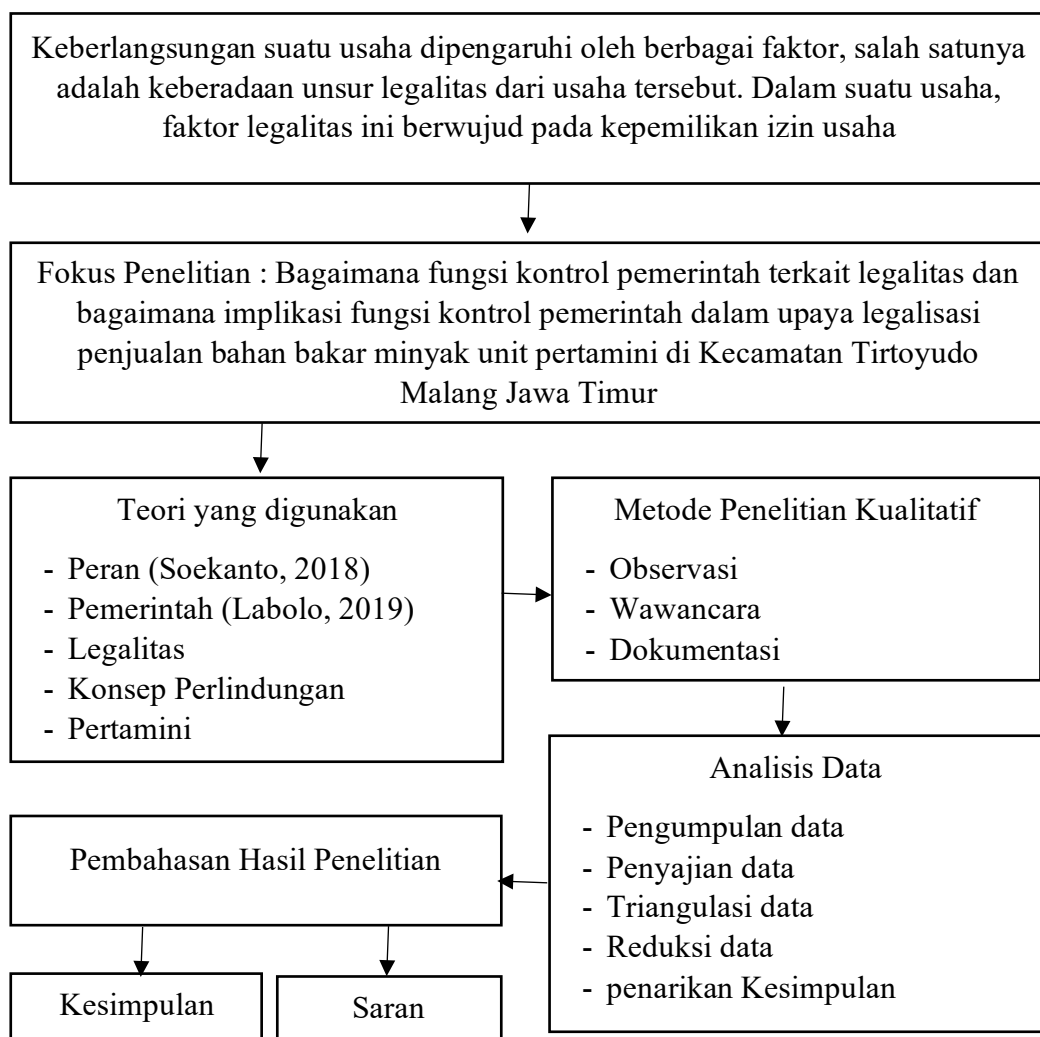 Keberlangsungan suatu usaha dipengaruhi oleh berbagai faktor, salah satunya
adalah keberadaan unsur legalitas dari usaha tersebut. Dalam suatu usaha,
faktor legalitas ini berwujud pada kepemilikan izin usaha
Fokus Penelitian : Bagaimana fungsi kontrol pemerintah terkait legalitas dan
bagaimana implikasi fungsi kontrol pemerintah dalam upaya legalisasi
penjualan bahan bakar minyak unit pertamini di Kecamatan Tirtoyudo
Malang Jawa Timur
Teori yang digunakan
- Peran (Soekanto, 2018)
- Pemerintah (Labolo, 2019)
- Legalitas
- Konsep Perlindungan
- Pertamini
Metode Penelitian Kualitatif
- Observasi
- Wawancara
- Dokumentasi
Analisis Data
- Pengumpulan data
- Penyajian data
- Triangulasi data
- Reduksi data
- penarikan Kesimpulan
Pembahasan Hasil Penelitian
Kesimpulan
Saran